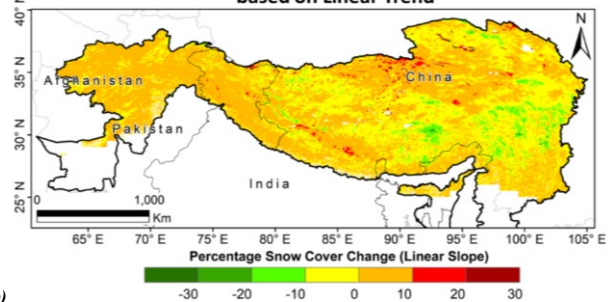 based on Linear Trend
40° N
N
35° N
Afghanistan
China
Pakistan
30° N
India
25° N
0 1,000
Km
65° E 70° E 75° E 80° E 85° E 90° E 95° E 100° E 105° E
Percentage Snow Cover Change (Linear Slope)
-30 -20 -10 0 10 20 30